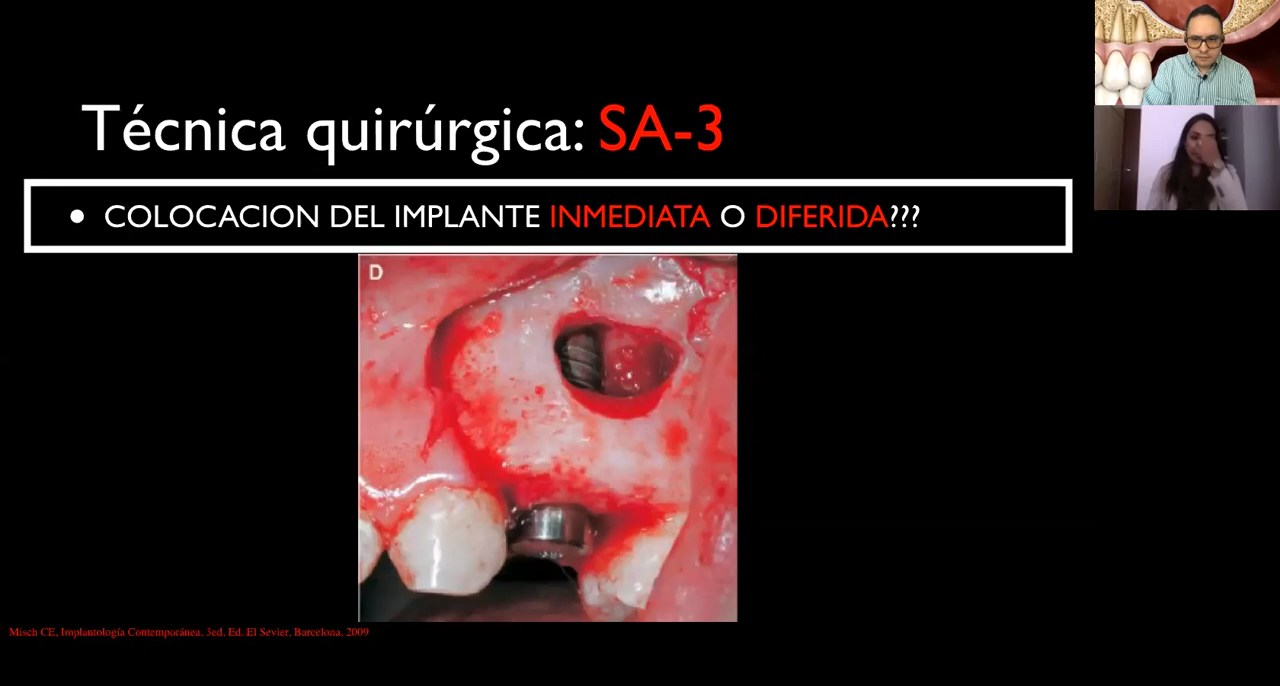 Técnica quirúrgica: SA-3
• COLOCACION DEL IMPLANTE INMEDIATA O DIFERIDA???
D
Misch CE, Implantología Contemporánea. 3ed, Ed. El Sevier, Barcelona, 2009